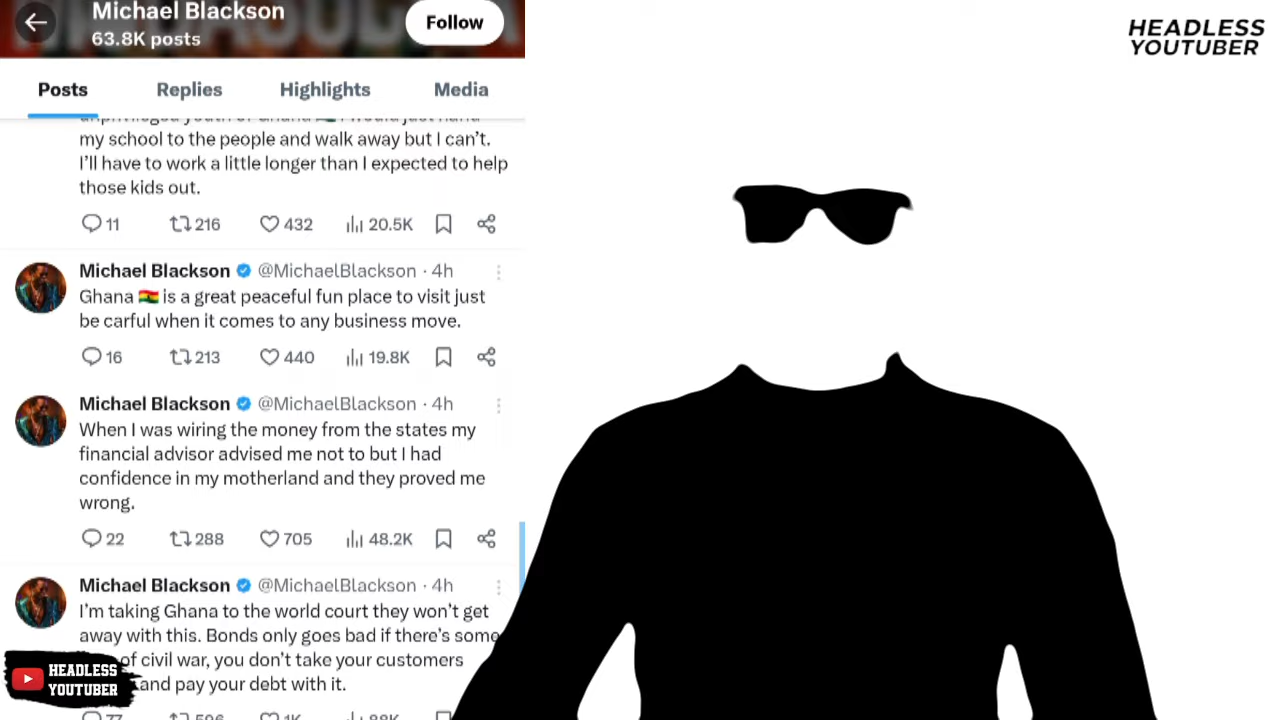 Michael Blackson
63.8K posts
Follow
HEADLESS
YOUTUBER
Posts Replies Highlights Media
my school to the people and walk away but I can't.
I'll have to work a little longer than I expected to help
those kids out.
11 216 432 20.5K
Michael Blackson @MichaelBlackson · 4h
Ghana 🇬🇭 is a great peaceful fun place to visit just
be carful when it comes to any business move.
16 213 440 19.8K
Michael Blackson @MichaelBlackson · 4h
When I was wiring the money from the states my
financial advisor advised me not to but I had
confidence in my motherland and they proved me
wrong.
22 288 705 48.2K
Michael Blackson @MichaelBlackson · 4h
I'm taking Ghana to the world court they won't get
away with this. Bonds only goes bad if there's some
of civil war, you don't take your customers
and pay your debt with it.
HEADLESS
YOUTUBER